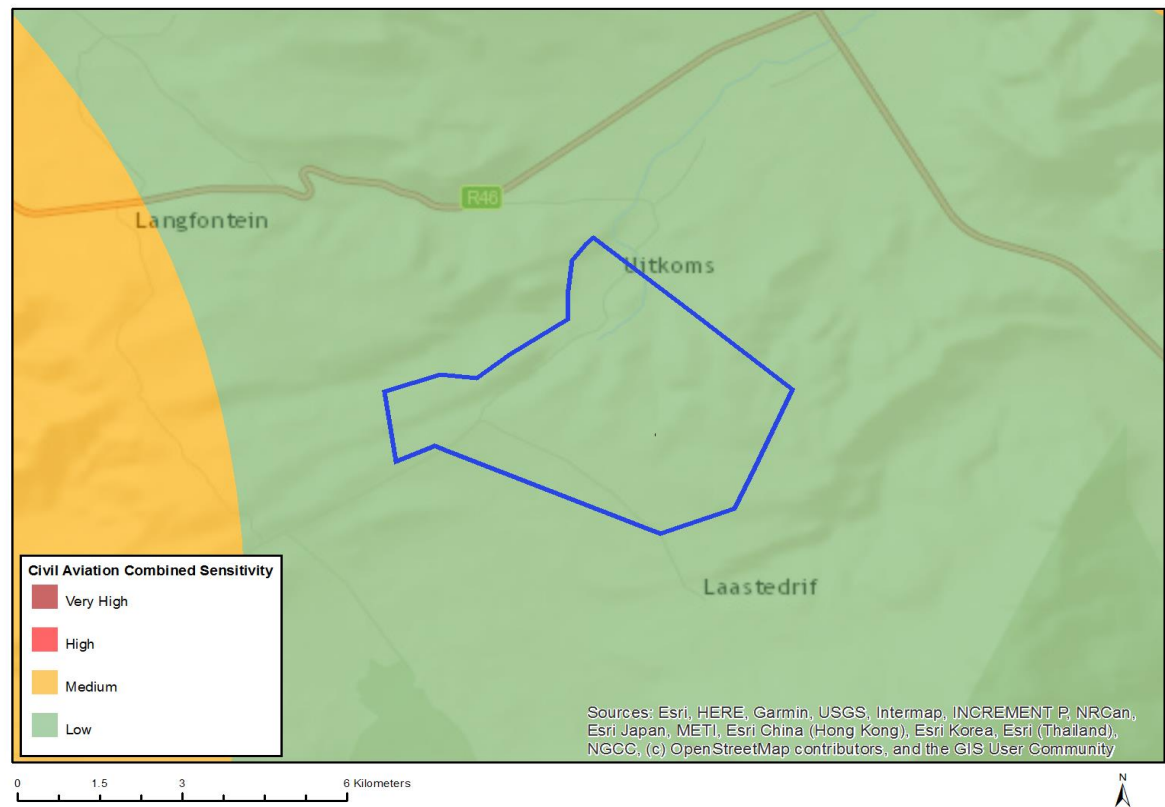 R46
Langfontein
Uitkoms
Laastedrif
Civil Aviation Combined Sensitivity
Very High
High
Medium
Low
Sources: Esri, HERE, Garmin, USGS, Intermap, INCREMENT P, NRCan,
Esri Japan, METI, Esri China (Hong Kong), Esri Korea, Esri (Thailand),
NGCC, (c) OpenStreetMap contributors, and the GIS User Community
0 1.5 3 6 Kilometers
N